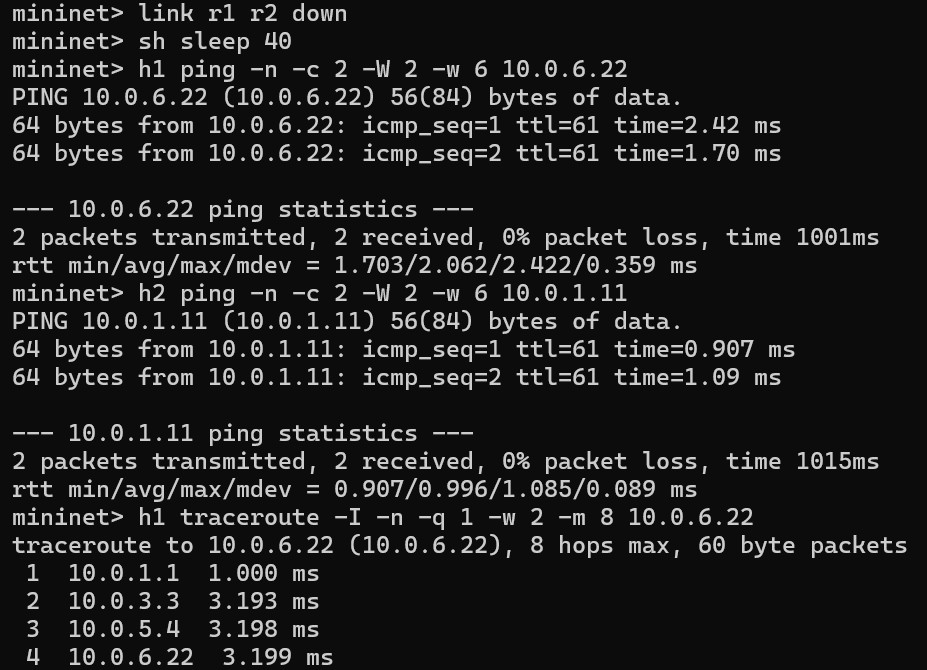 mininet> link r1 r2 down
mininet> sh sleep 40
mininet> h1 ping -n -c 2 -W 2 -w 6 10.0.6.22
PING 10.0.6.22 (10.0.6.22) 56(84) bytes of data.
64 bytes from 10.0.6.22: icmp_seq=1 ttl=61 time=2.42 ms
64 bytes from 10.0.6.22: icmp_seq=2 ttl=61 time=1.70 ms

--- 10.0.6.22 ping statistics ---
2 packets transmitted, 2 received, 0% packet loss, time 1001ms
rtt min/avg/max/mdev = 1.703/2.062/2.422/0.359 ms
mininet> h2 ping -n -c 2 -W 2 -w 6 10.0.1.11
PING 10.0.1.11 (10.0.1.11) 56(84) bytes of data.
64 bytes from 10.0.1.11: icmp_seq=1 ttl=61 time=0.907 ms
64 bytes from 10.0.1.11: icmp_seq=2 ttl=61 time=1.09 ms

--- 10.0.1.11 ping statistics ---
2 packets transmitted, 2 received, 0% packet loss, time 1015ms
rtt min/avg/max/mdev = 0.907/0.996/1.085/0.089 ms
mininet> h1 traceroute -I -n -q 1 -w 2 -m 8 10.0.6.22
traceroute to 10.0.6.22 (10.0.6.22), 8 hops max, 60 byte packets
 1  10.0.1.1  1.000 ms
 2  10.0.3.3  3.193 ms
 3  10.0.5.4  3.198 ms
 4  10.0.6.22  3.199 ms